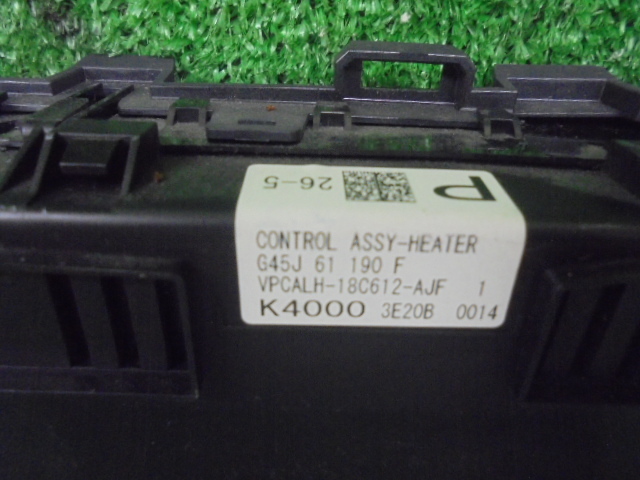 P
26-5
CONTROL ASSY-HEATER
G45J 61 190 F
VPCALH-18C612-AJF 1
K4000 3E20B 0014